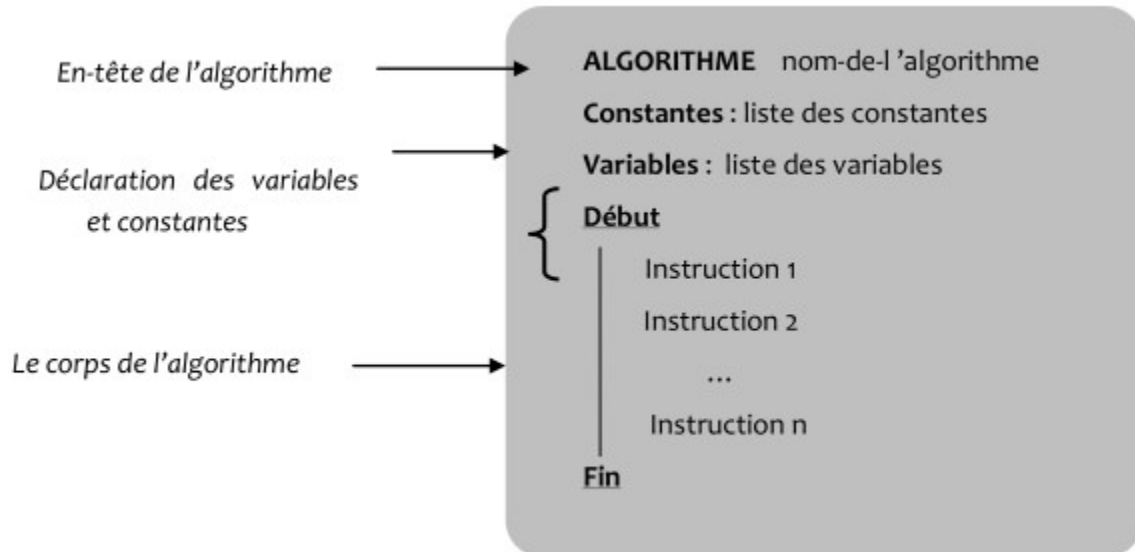 En-tête de l’algorithme
ALGORITHME nom-de-l ’algorithme
Constantes : liste des constantes
Déclaration des variables
et constantes
Variables : liste des variables
Début
Instruction 1
Instruction 2
Le corps de l’algorithme
...
Instruction n
Fin